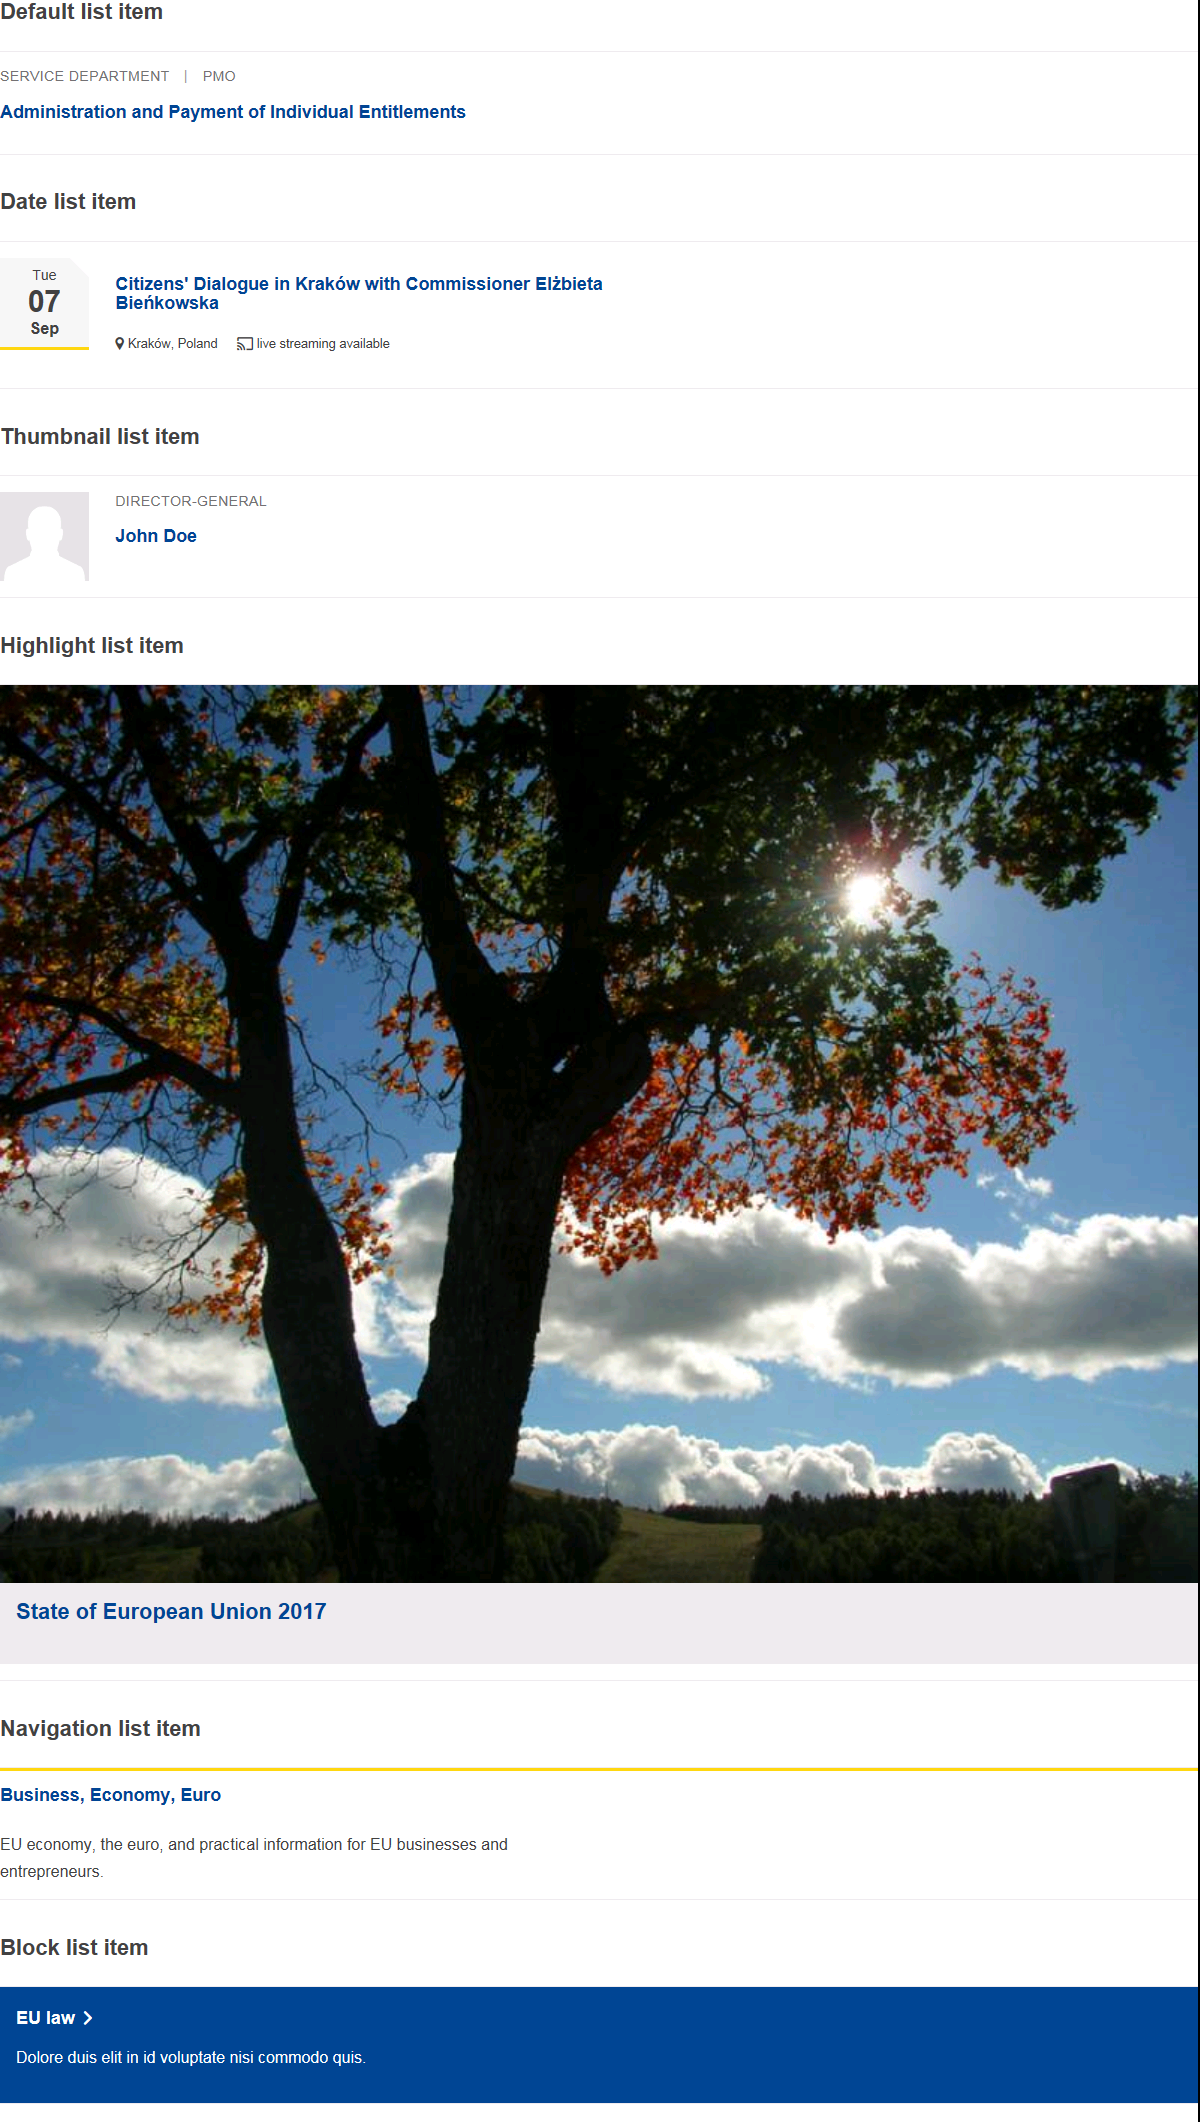 Default list item
SERVICE DEPARTMENT | PMO
Administration and Payment of Individual Entitlements
Date list item
Tue
07
Sep
Citizens' Dialogue in Kraków with Commissioner Elżbieta
Bieńkowska
Kraków, Poland live streaming available
Thumbnail list item
DIRECTOR-GENERAL
John Doe
Highlight list item
State of European Union 2017
Navigation list item
Business, Economy, Euro
EU economy, the euro, and practical information for EU businesses and
entrepreneurs.
Block list item
EU law
Dolore duis elit in id voluptate nisi commodo quis.